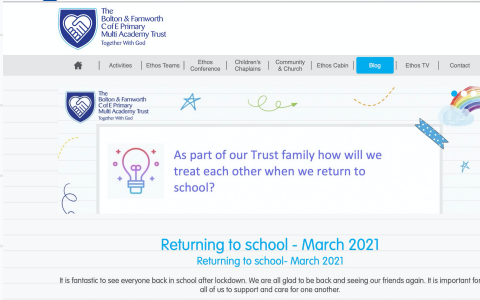 The
Bolton & Farnworth
C of E Primary
Multi Academy Trust
Together With God
Activities
Ethos Teams
Ethos
Conference
Children's
Chaplains
Community
& Church
Ethos Cabin
Blog
Ethos TV
Contact
The
Bolton & Farnworth
C of E Primary
Multi Academy Trust
Together With God
As part of our Trust family how will we
treat each other when we return to
school?
Returning to school - March 2021
Returning to school- March 2021
It is fantastic to see everyone back in school after lockdown. We are all glad to be back and seeing our friends again. It is important for
all of us to support and care for one another.